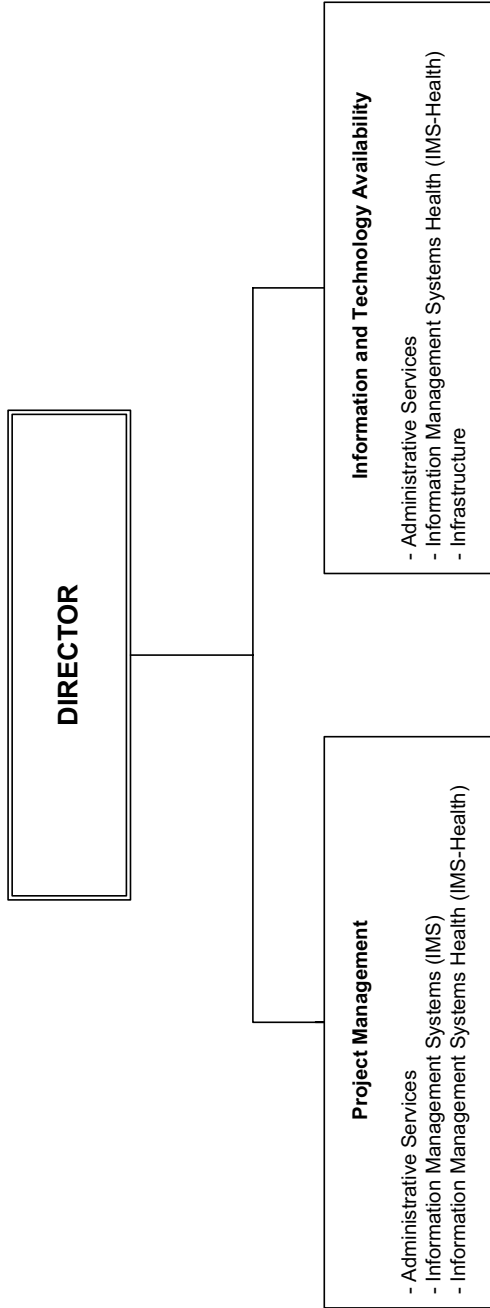 DIRECTOR
Project Management
- Administrative Services
- Information Management Systems (IMS)
- Information Management Systems Health (IMS-Health)
Information and Technology Availability
- Administrative Services
- Information Management Systems Health (IMS-Health)
- Infrastructure